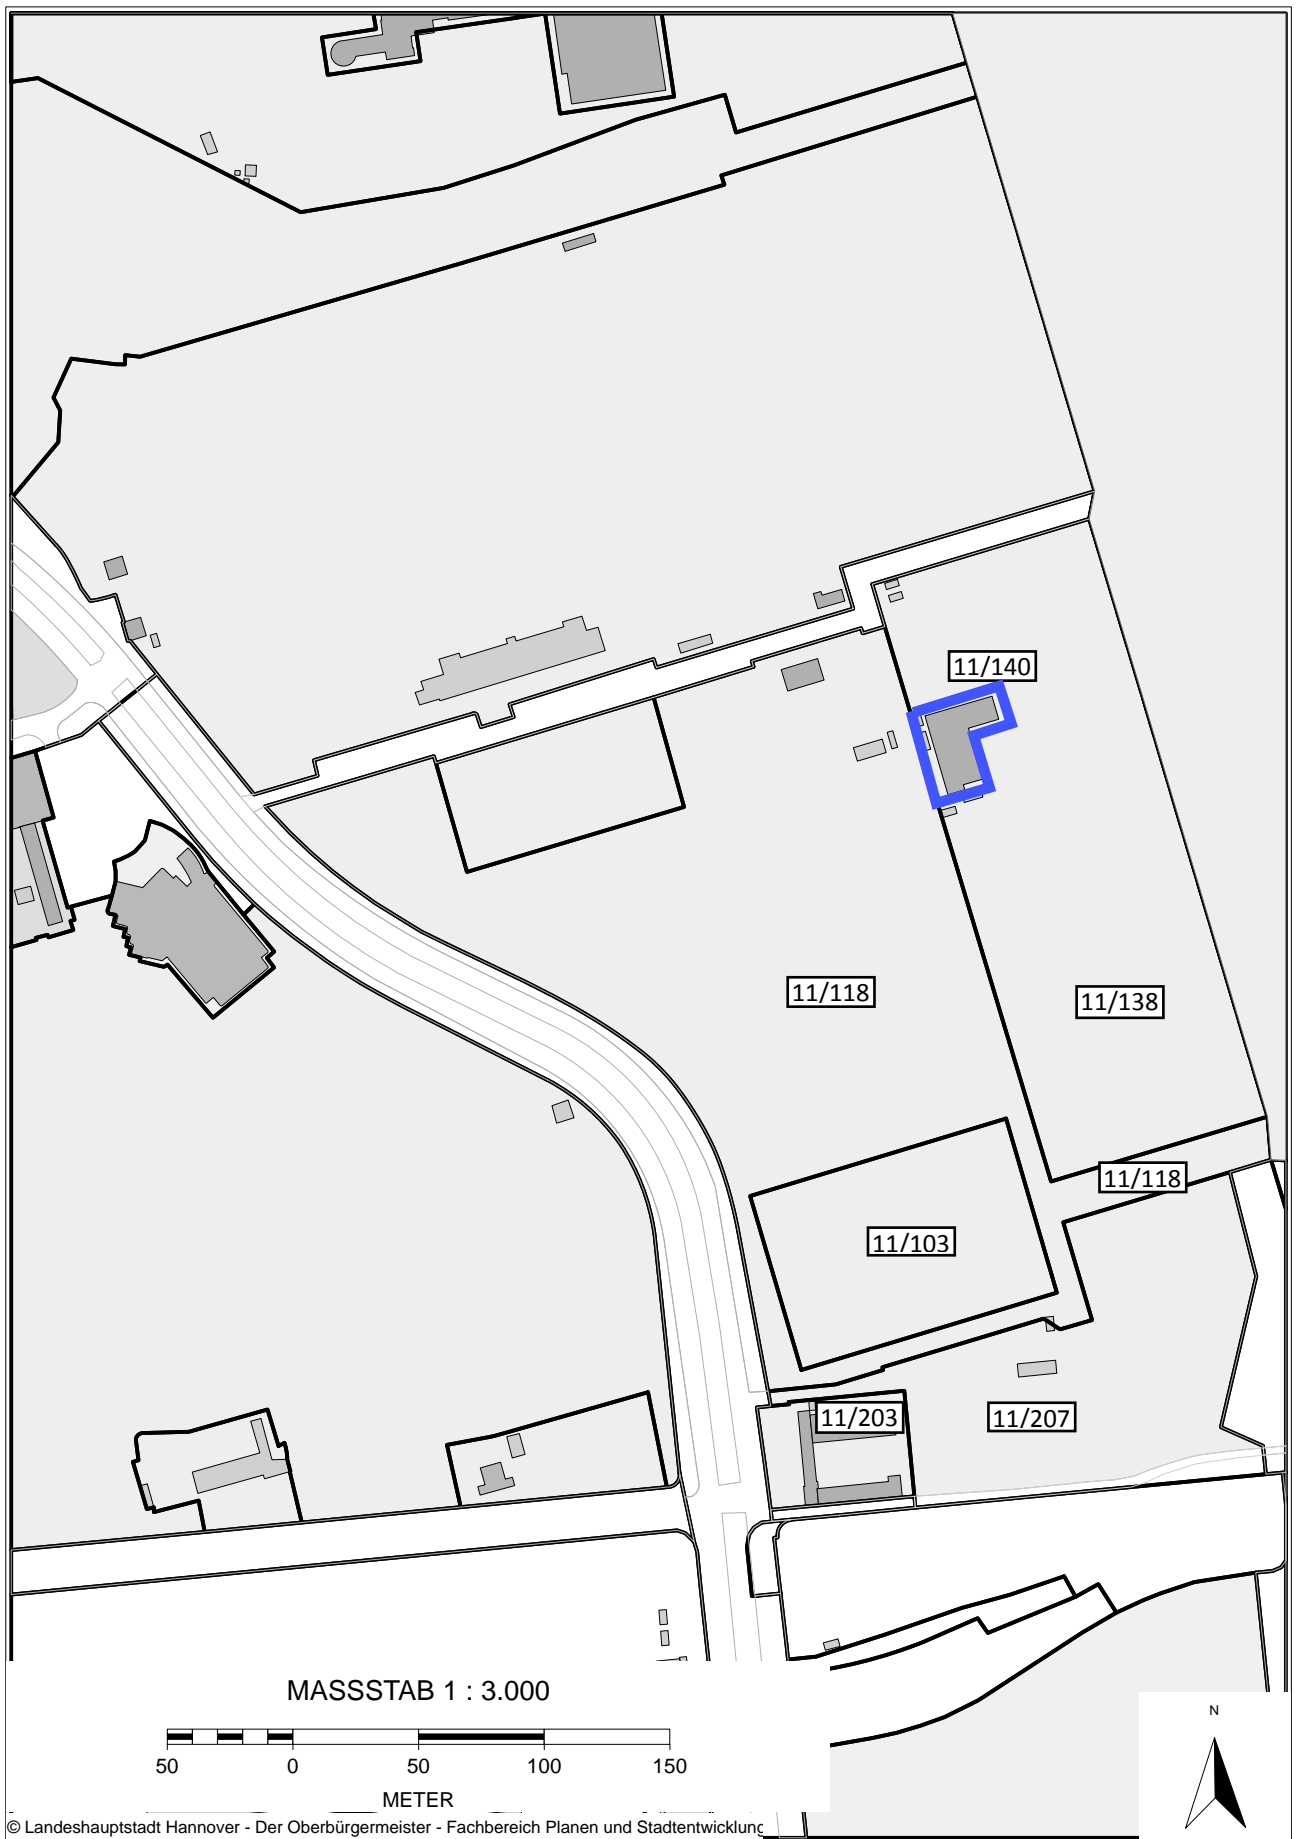 11/140
11/118
11/138
11/118
11/103
11/203
11/207
MASSSTAB 1 : 3.000
50 0 50 100 150
METER
N
© Landeshauptstadt Hannover - Der Oberbürgermeister - Fachbereich Planen und Stadtentwicklung